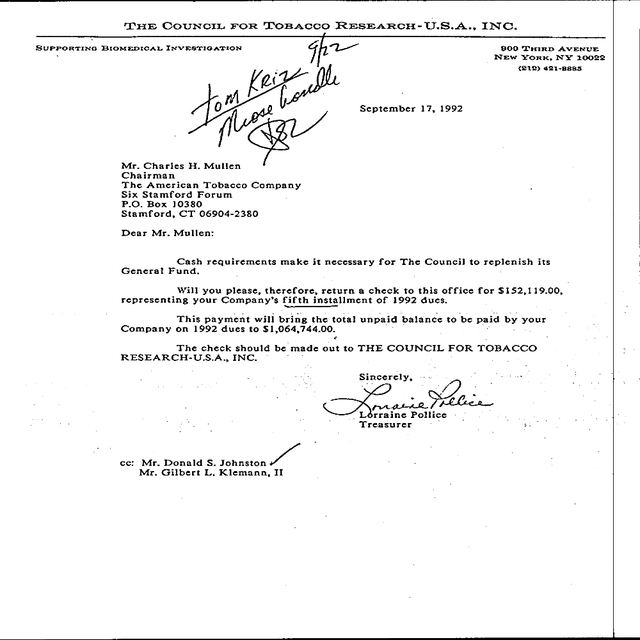 THE COUNCIL FOR TOBACCO RESEARCH-U.S.A., INC.
SUPPORTING BIOMEDICAL INVESTIGATION
900 THIRD AVENUE
NEW YORK, NY 10022
(212) 421-8885
9/22
Tom Kriz
Please handle
September 17, 1992
Mr. Charles H. Mullen
Chairman
The American Tobacco Company
Six Stamford Forum
P.O. Box 10380
Stamford, CT 06904-2380
Dear Mr. Mullen:
Cash requirements make it necessary for The Council to replenish its
General Fund.
Will you please, therefore, return a check to this office for $152,119.00,
representing your Company's fifth installment of 1992 dues.
This payment will bring the total unpaid balance to be paid by your
Company on 1992 dues to $1,064,744.00.
The check should be made out to THE COUNCIL FOR TOBACCO
RESEARCH-U.S.A., INC.
Sincerely,
Lorraine Pollice
Lorraine Pollice
Treasurer
cc: Mr. Donald S. Johnston
Mr. Gilbert L. Klemann, II